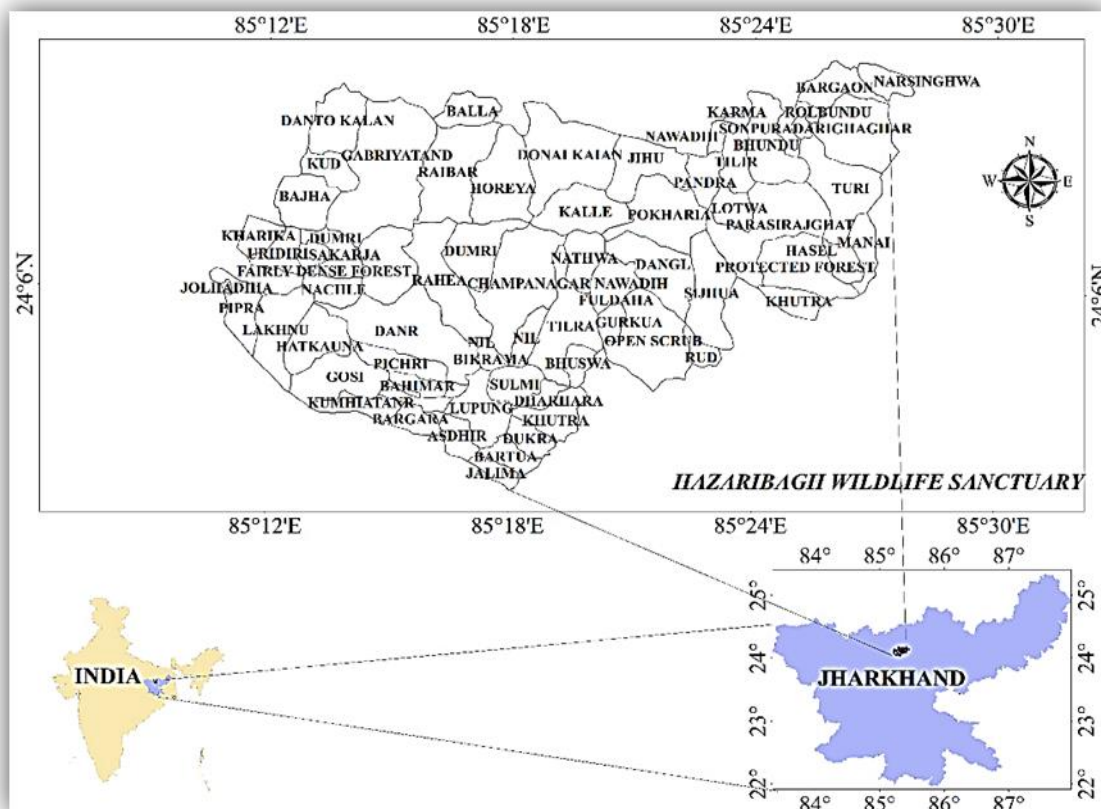 85°12'E 85°18'E 85°24'E 85°30'E
NARSINGHWA
BARGAON
BALLA
KARMA ROLBUNDU
DANTO KALAN
SONPURA DARIGHAGHAR
NAWADIH
BHUNDU
GABRIYATAND
DONAI KAIAN JIHU
KUD
TILIR
RAIBAR
PANDRA
HOREYA
TURI
BAJHA
KALLE POKHARIA LOTWA
PARASIRAJGHAT
KHARIKA DUMRI
MANAI
DUMRI
HASEL
URIDIRI SAKARJA
NATHWA DANGL
PROTECTED FOREST
FAIRLY DENSE FOREST
RAHEA CHAMPANAGAR NAWADIH
JOLHADIHA NACHLE
SIJHUA
FULDAHA
KHUTRA
PIPRA
24°6'N 24°6'N
LAKHNU
DANR
TILRA GURKUA
HATKAUNA
NIL NIL
OPEN SCRUB
BIKRAMA
RUD
PICHRI
BHUSWA
GOSI
BAHIMAR SULMI
DHARHARA
KUMHIATANR
LUPUNG
BARGARA
KHUTRA
ASDHIR DUKRA
BARTUA
JALIMA
HAZARIBAGH WILDLIFE SANCTUARY
N
W E
S
85°12'E 85°18'E 85°24'E 85°30'E
84° 85° 86° 87°
25° 25°
24° 24°
INDIA
JHARKHAND
23° 23°
22° 22°
84° 85° 86° 87°